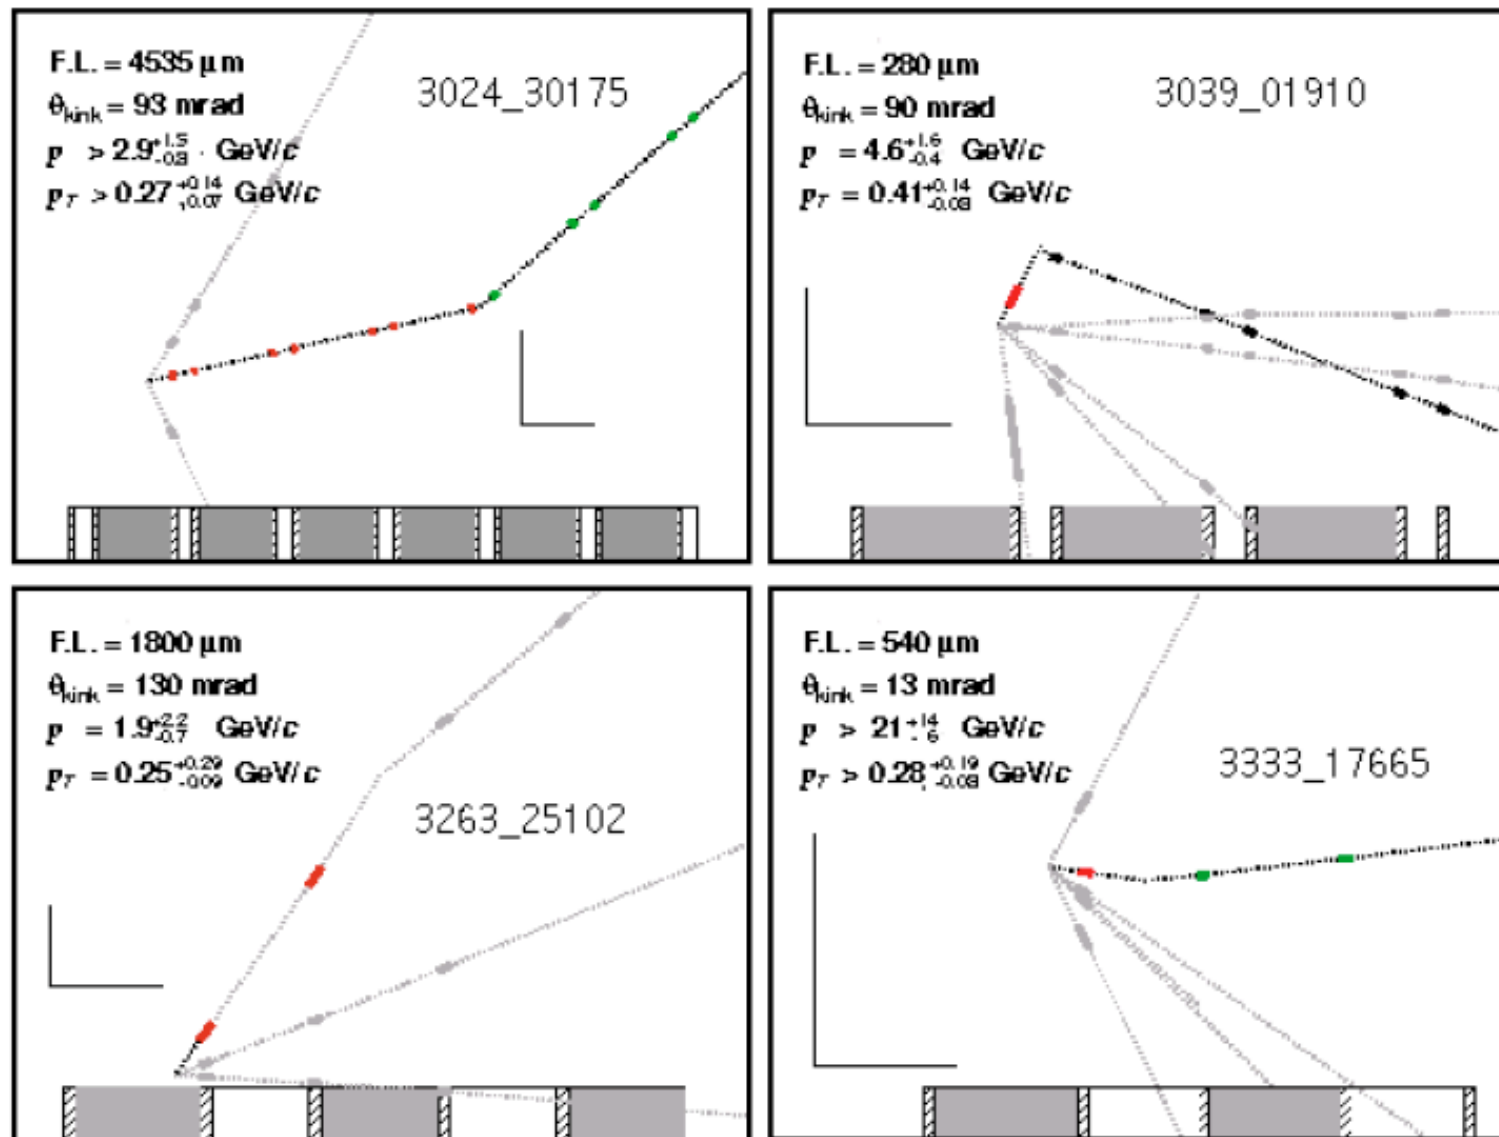 F.L. = 4535 μm
θkink = 93 mrad
p > 2.9 +1.5 -0.8 GeV/c
pT > 0.27 +0.14 -0.07 GeV/c
3024_30175
F.L. = 280 μm
θkink = 90 mrad
p = 4.6 +1.6 -0.4 GeV/c
pT = 0.41 +0.14 -0.08 GeV/c
3039_01910
F.L. = 1800 μm
θkink = 130 mrad
p = 1.9 +2.2 -0.7 GeV/c
pT = 0.25 +0.29 -0.09 GeV/c
3263_25102
F.L. = 540 μm
θkink = 13 mrad
p > 21 +14 -6 GeV/c
pT > 0.28 +0.19 -0.08 GeV/c
3333_17665